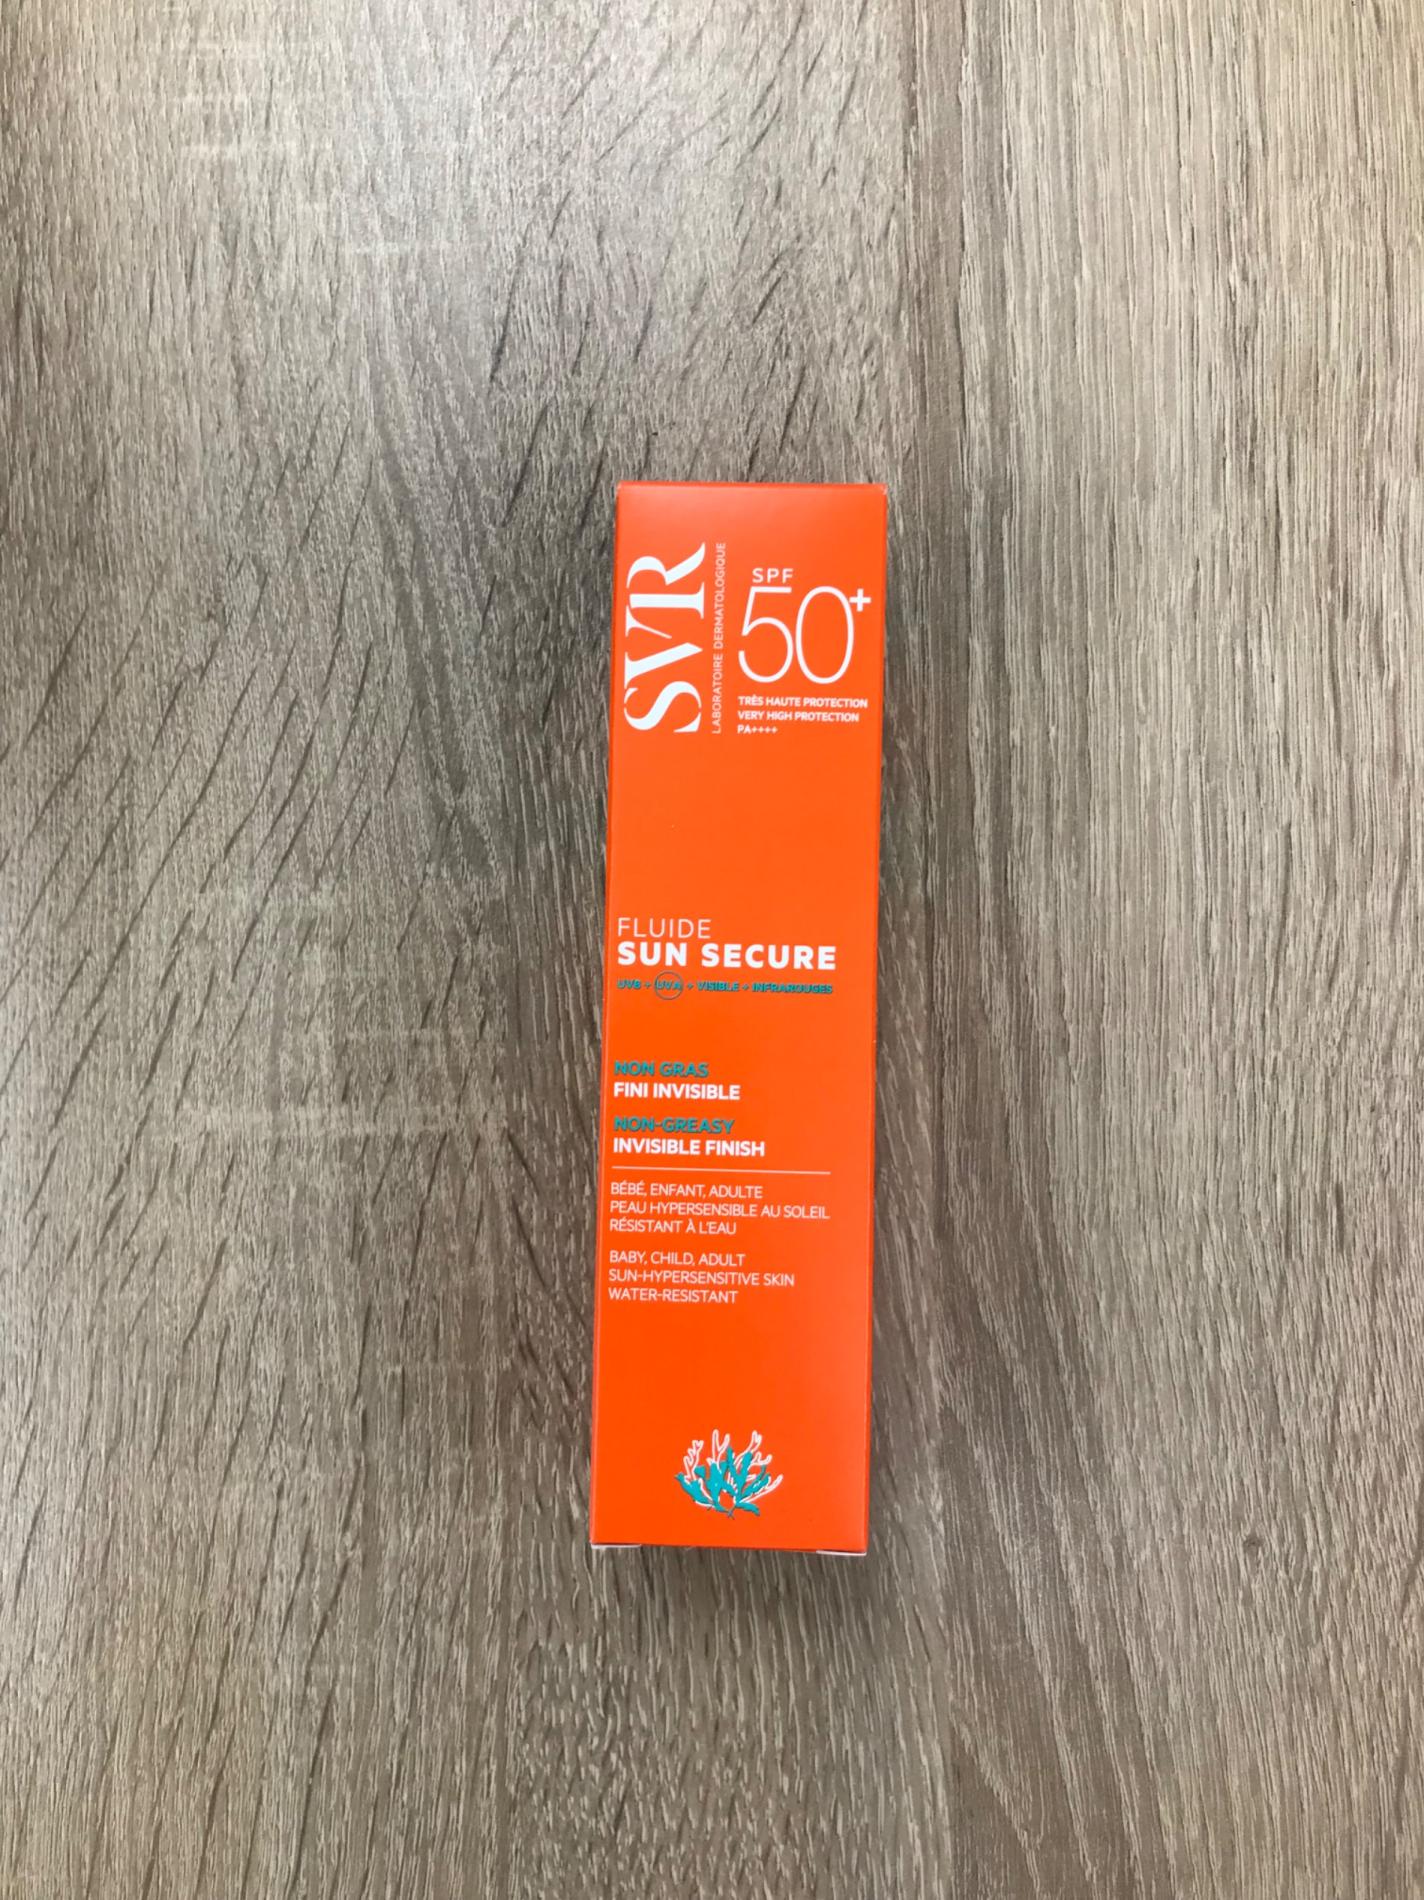 SVR
LABORATOIRE DERMATOLOGIQUE
SPF
50+
TRÈS HAUTE PROTECTION
VERY HIGH PROTECTION
PA++++
FLUIDE
SUN SECURE
UVB + UVA + VISIBLE + INFRAROUGES
NON GRAS
FINI INVISIBLE
NON-GREASY
INVISIBLE FINISH
BÉBÉ, ENFANT, ADULTE
PEAU HYPERSENSIBLE AU SOLEIL
RÉSISTANT À L'EAU
BABY, CHILD, ADULT
SUN-HYPERSENSITIVE SKIN
WATER-RESISTANT